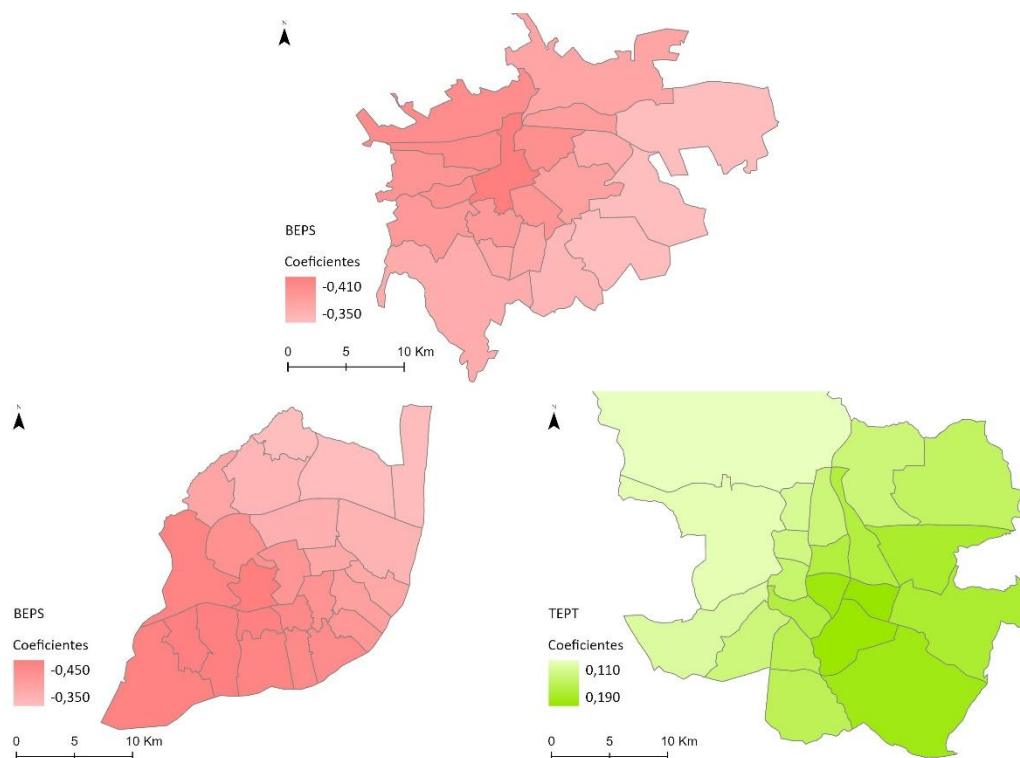 N
BEPS
Coeficientes
-0,410
-0,350
0 5 10 Km
N
BEPS
Coeficientes
-0,450
-0,350
0 5 10 Km
N
TEPT
Coeficientes
0,110
0,190
0 5 10 Km